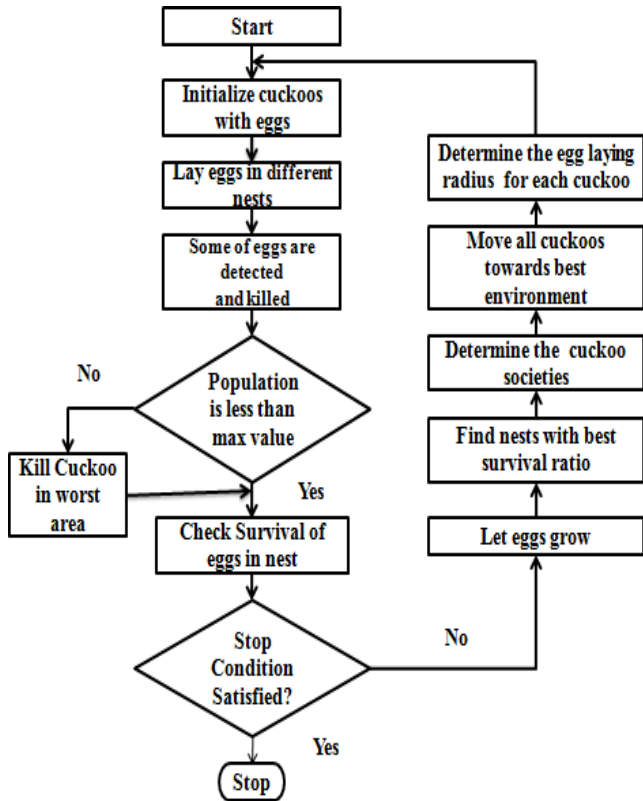 Start
Initialize cuckoos
with eggs
Lay eggs in different
nests
Some of eggs are
detected
and killed
No
Population
is less than
max value
Kill Cuckoo
in worst
area
Yes
Check Survival of
eggs in nest
Stop
Condition
Satisfied?
No
Yes
Stop
Let eggs grow
Find nests with best
survival ratio
Determine the cuckoo
societies
Move all cuckoos
towards best
environment
Determine the egg laying
radius for each cuckoo